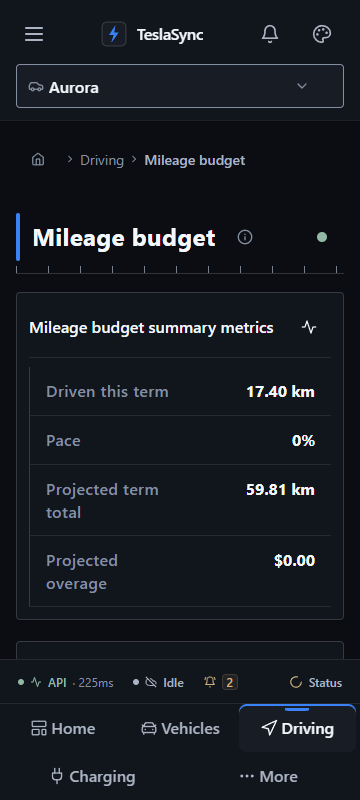 TeslaSync
Aurora
Driving
Mileage budget
Mileage budget
Mileage budget summary metrics
Driven this term 17.40 km
Pace 0%
Projected term total 59.81 km
Projected overage $0.00
API · 225ms Idle 2 Status
Home Vehicles Driving
Charging More